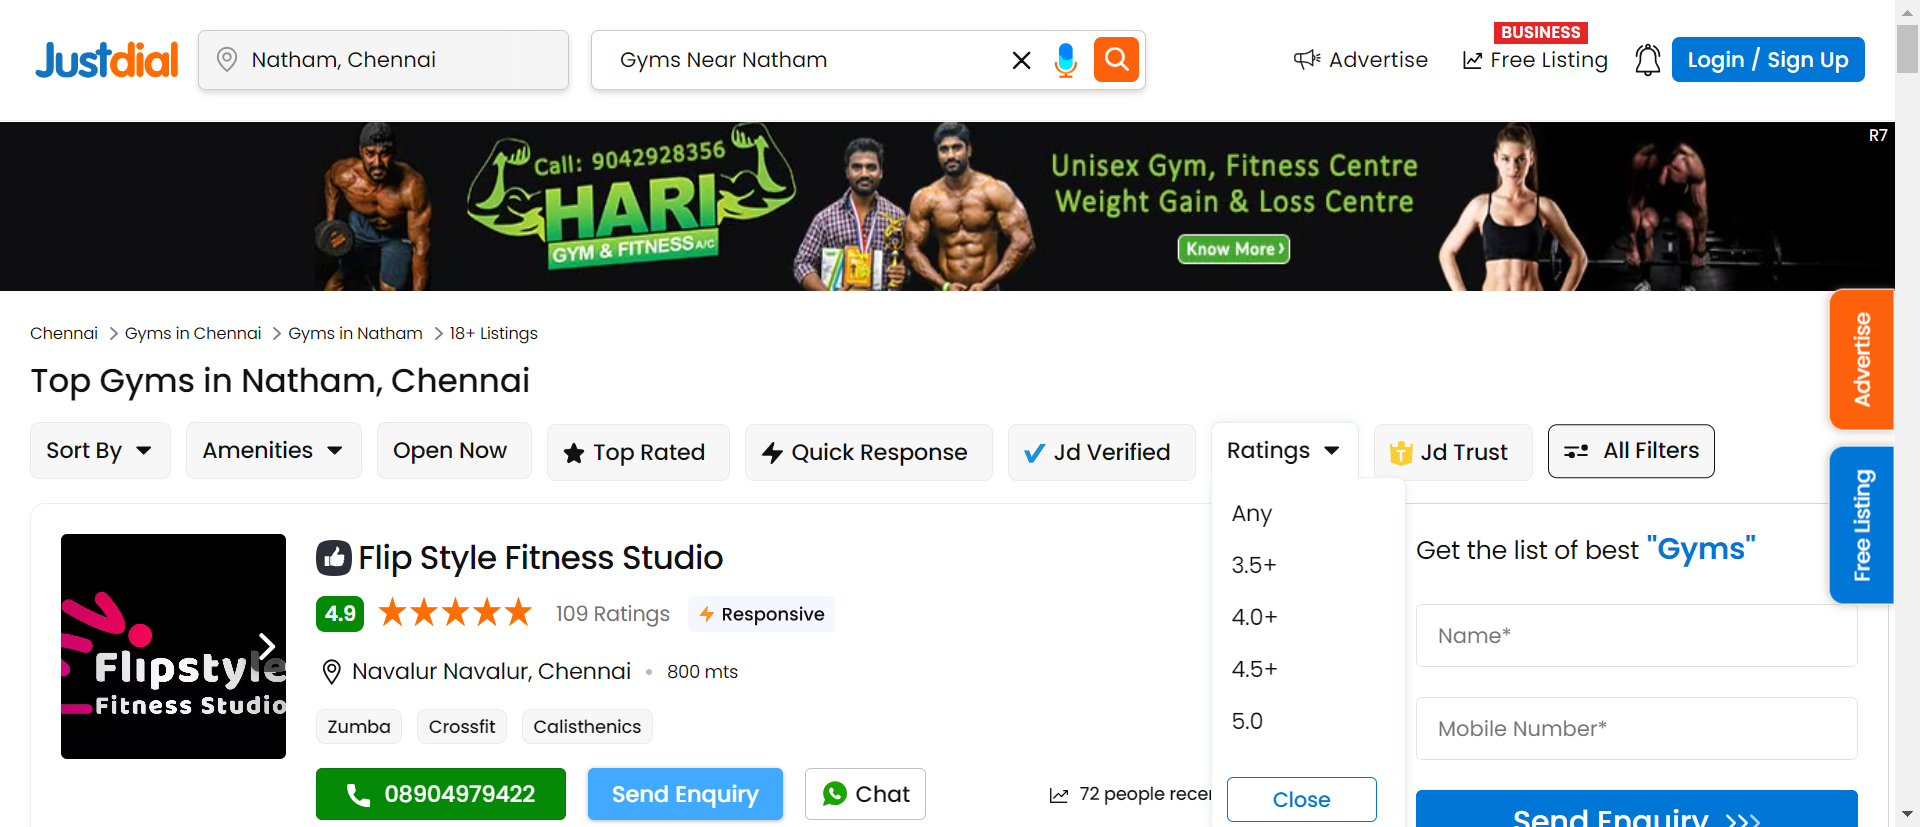 Justdial
Natham, Chennai
Gyms Near Natham
Advertise
BUSINESS
Free Listing
Login / Sign Up
Call: 9042928356
HARI
GYM & FITNESS A/C
Unisex Gym, Fitness Centre
Weight Gain & Loss Centre
Know More ›
R7
Chennai > Gyms in Chennai > Gyms in Natham > 18+ Listings
Top Gyms in Natham, Chennai
Sort By
Amenities
Open Now
Top Rated
Quick Response
Jd Verified
Ratings
T Jd Trust
All Filters
Any
3.5+
4.0+
4.5+
5.0
Close
Flipstyle
Fitness Studio
Flip Style Fitness Studio
4.9 109 Ratings Responsive
Navalur Navalur, Chennai • 800 mts
Zumba Crossfit Calisthenics
08904979422 Send Enquiry Chat 72 people recer
Get the list of best "Gyms"
Name*
Mobile Number*
Send Enquiry >>>
Advertise
Free Listing